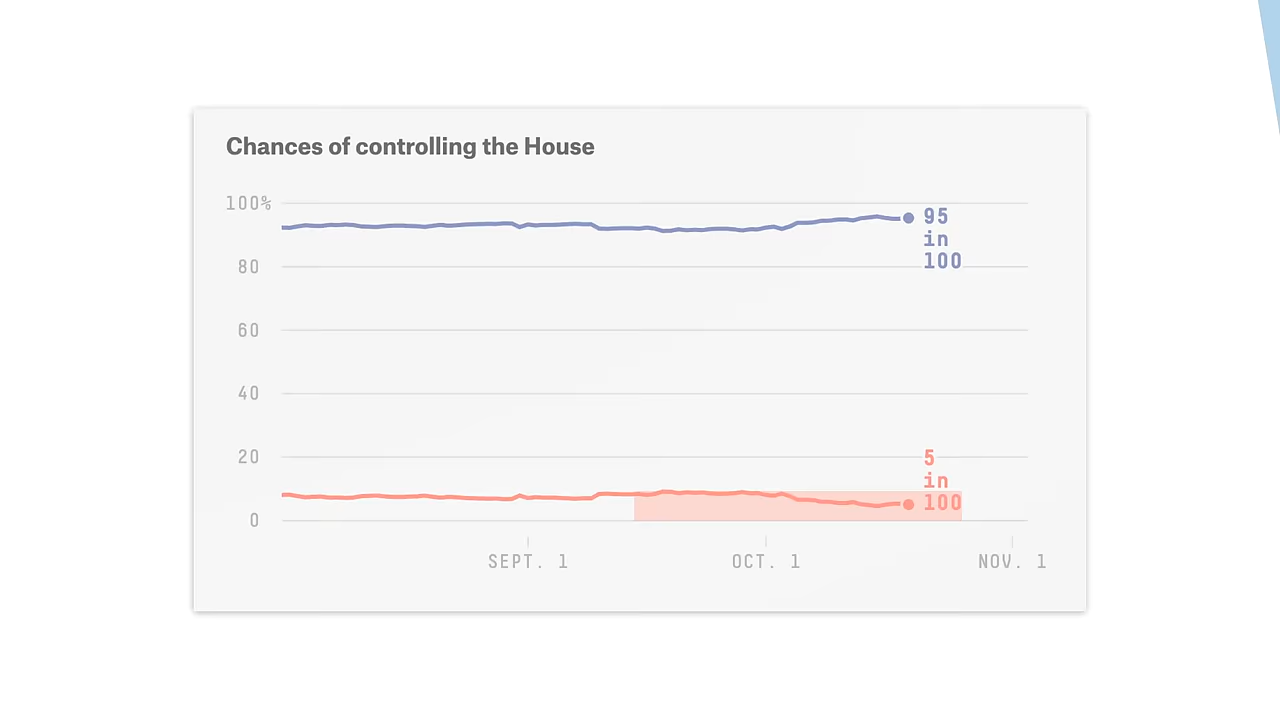 Chances of controlling the House
100%
95
in
100
80
60
40
20
5
in
100
0
SEPT. 1 OCT. 1 NOV. 1